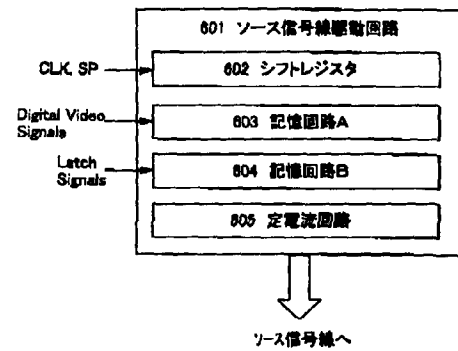 601 ソース信号線駆動回路
CLK, SP
602 シフトレジスタ
Digital Video
Signals
603 記憶回路A
Latch
Signals
604 記憶回路B
605 定電流回路
ソース信号線へ